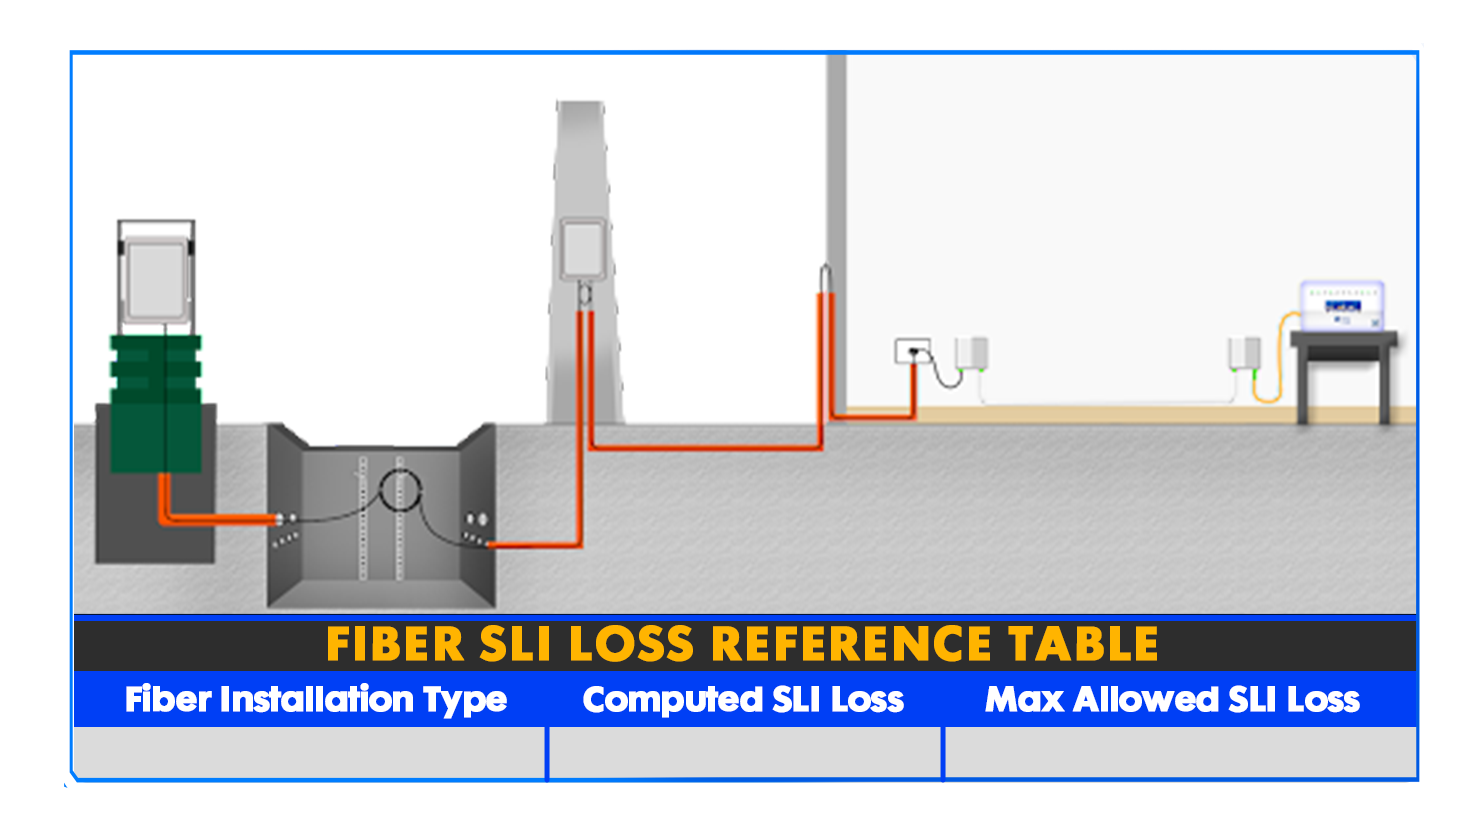 FIBER SLI LOSS REFERENCE TABLE
Fiber Installation Type Computed SLI Loss Max Allowed SLI Loss